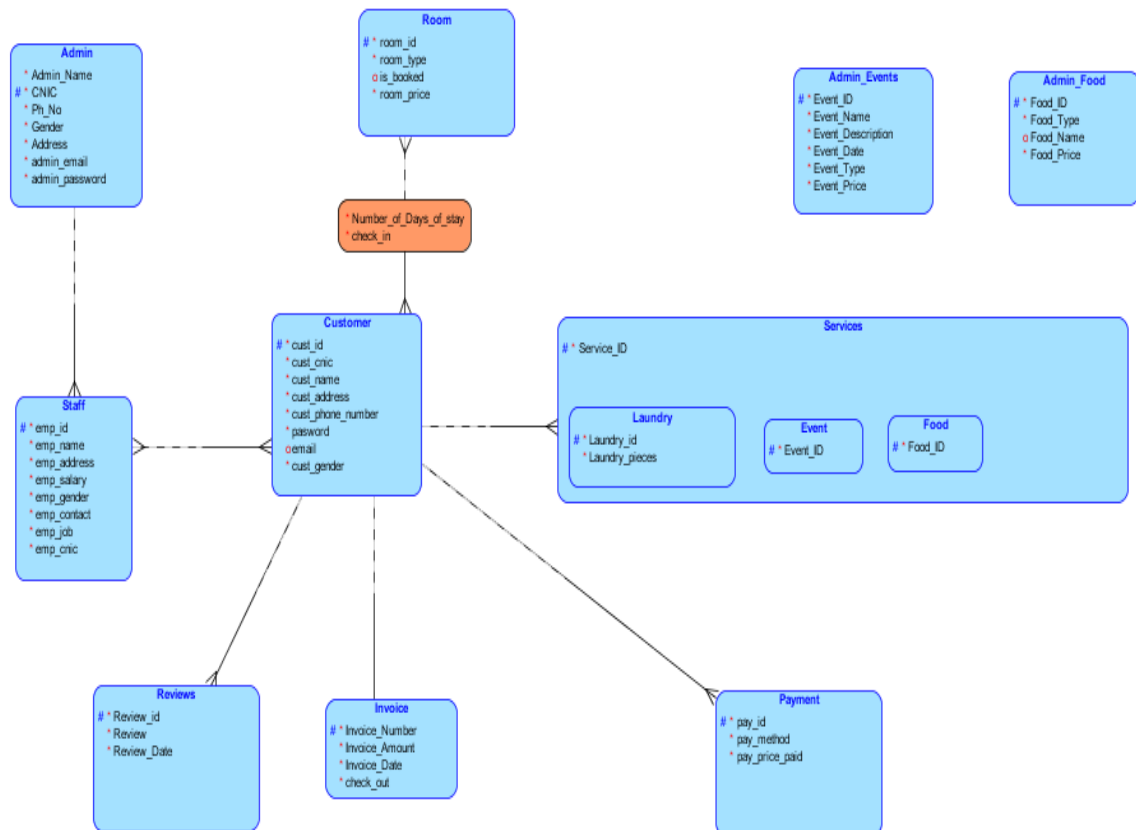 Admin
* Admin_Name
# * CNIC
* Ph_No
* Gender
* Address
* admin_email
* admin_password
Room
# * room_id
* room_type
o is_booked
* room_price
Admin_Events
# * Event_ID
* Event_Name
* Event_Description
* Event_Date
* Event_Type
* Event_Price
Admin_Food
# * Food_ID
* Food_Type
o Food_Name
* Food_Price
* Number_of_Days_of_stay
* check_in
Customer
# * cust_id
* cust_cnic
* cust_name
* cust_address
* cust_phone_number
* pasword
o email
* cust_gender
Services
# * Service_ID
Laundry
# * Laundry_id
* Laundry_pieces
Event
# * Event_ID
Food
# * Food_ID
Staff
# * emp_id
* emp_name
* emp_address
* emp_salary
* emp_gender
* emp_contact
* emp_job
* emp_cnic
Reviews
# * Review_id
* Review
* Review_Date
Invoice
# * Invoice_Number
* Invoice_Amount
* Invoice_Date
* check_out
Payment
# * pay_id
* pay_method
* pay_price_paid